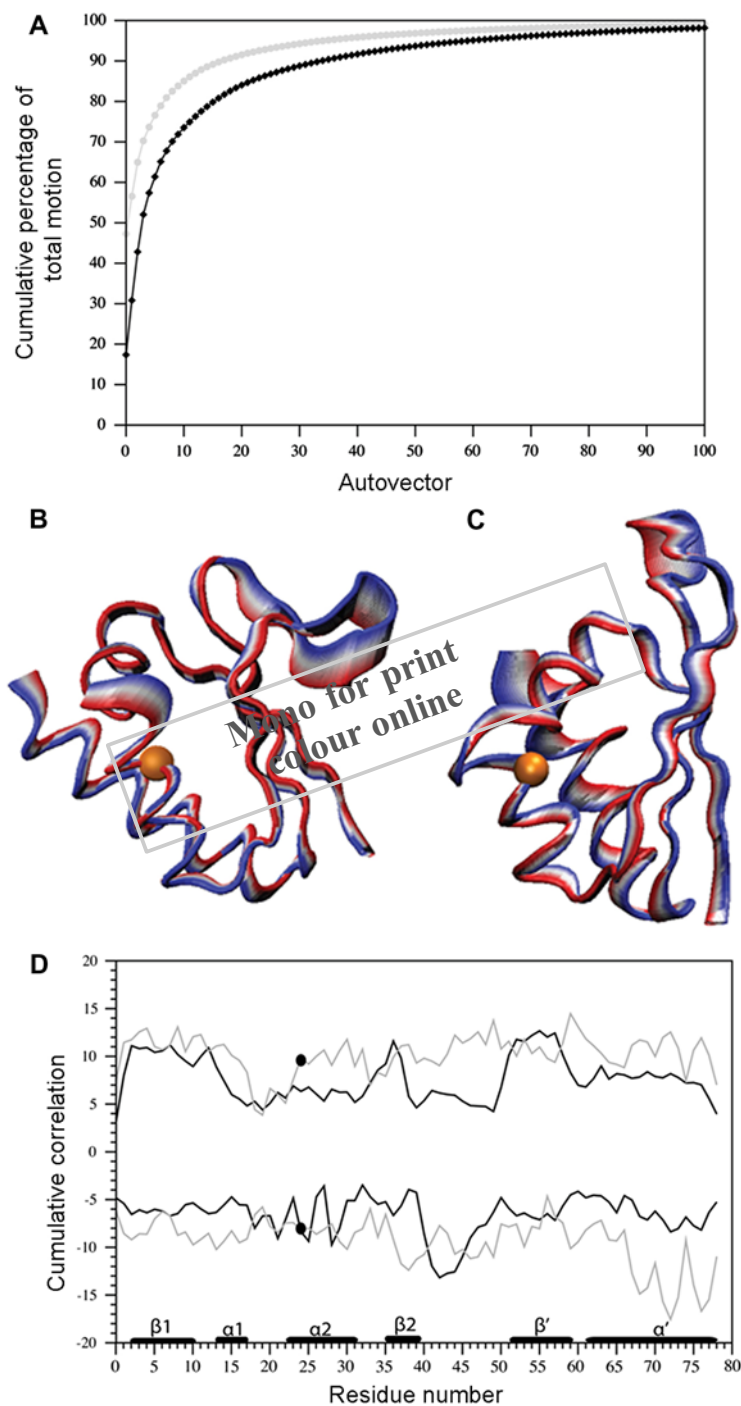 A
100
90
80
70
60
50
40
30
20
10
0
Cumulative percentage of
total motion
0 10 20 30 40 50 60 70 80 90 100
Autovector
B
C
Mono for print
colour online
D
20
15
10
5
0
-5
-10
-15
-20
Cumulative correlation
β1 α1 α2 β2 β' α'
0 5 10 15 20 25 30 35 40 45 50 55 60 65 70 75 80
Residue number